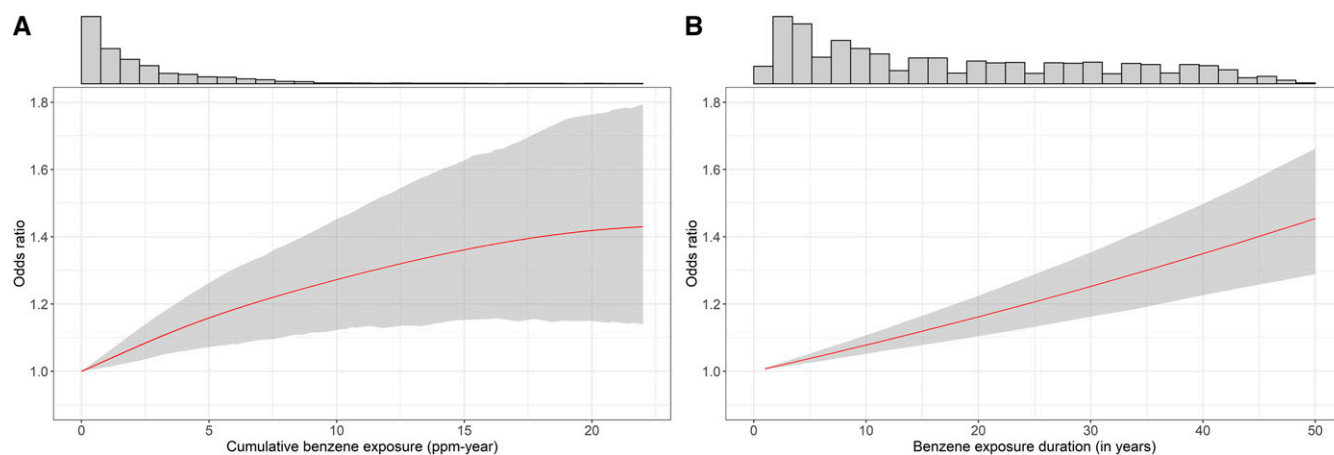 A
B
1.8
1.6
1.4
1.2
1.0
Odds ratio
0 5 10 15 20
Cumulative benzene exposure (ppm-year)
1.8
1.6
1.4
1.2
1.0
Odds ratio
0 10 20 30 40 50
Benzene exposure duration (in years)